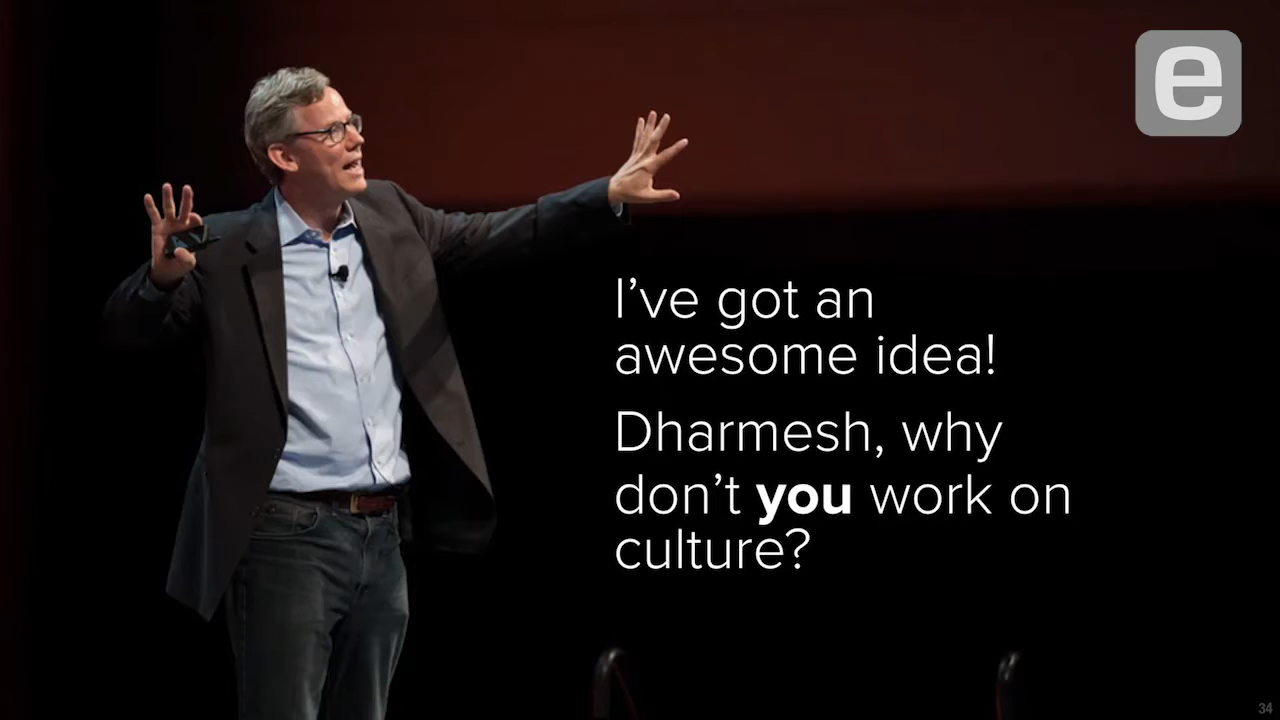 e
I’ve got an
awesome idea!
Dharmesh, why
don’t you work on
culture?
34